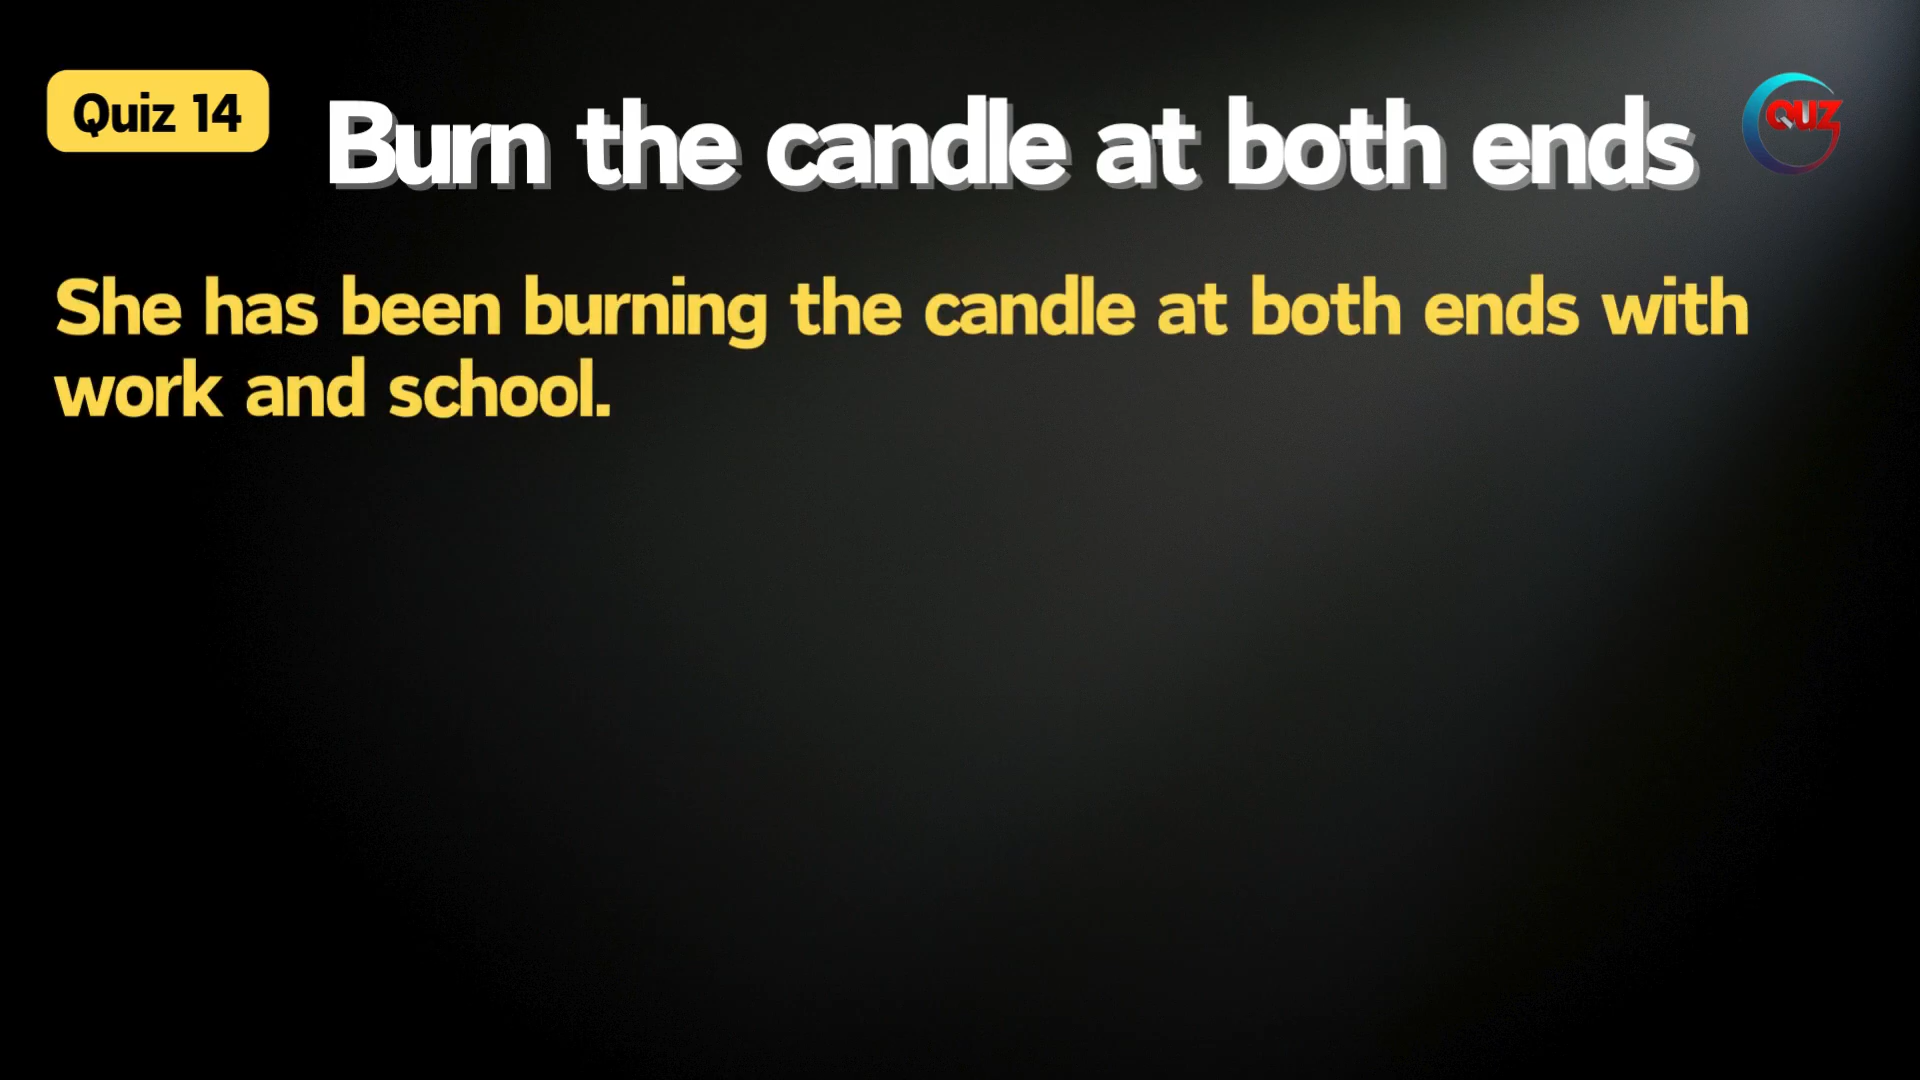 Quiz 14
Burn the candle at both ends
QUZ
She has been burning the candle at both ends with
work and school.